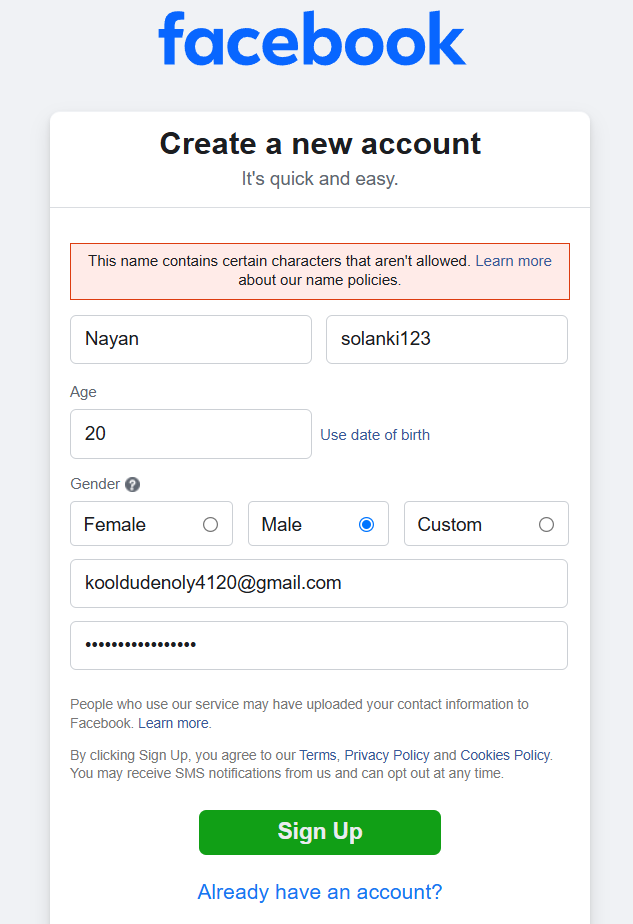 facebook
Create a new account
It's quick and easy.
This name contains certain characters that aren't allowed. Learn more
about our name policies.
Nayan solanki123
Age
20 Use date of birth
Gender ?
Female Male Custom
kooldudenoly4120@gmail.com
•••••••••••••••••
People who use our service may have uploaded your contact information to
Facebook. Learn more.
By clicking Sign Up, you agree to our Terms, Privacy Policy and Cookies Policy.
You may receive SMS notifications from us and can opt out at any time.
Sign Up
Already have an account?